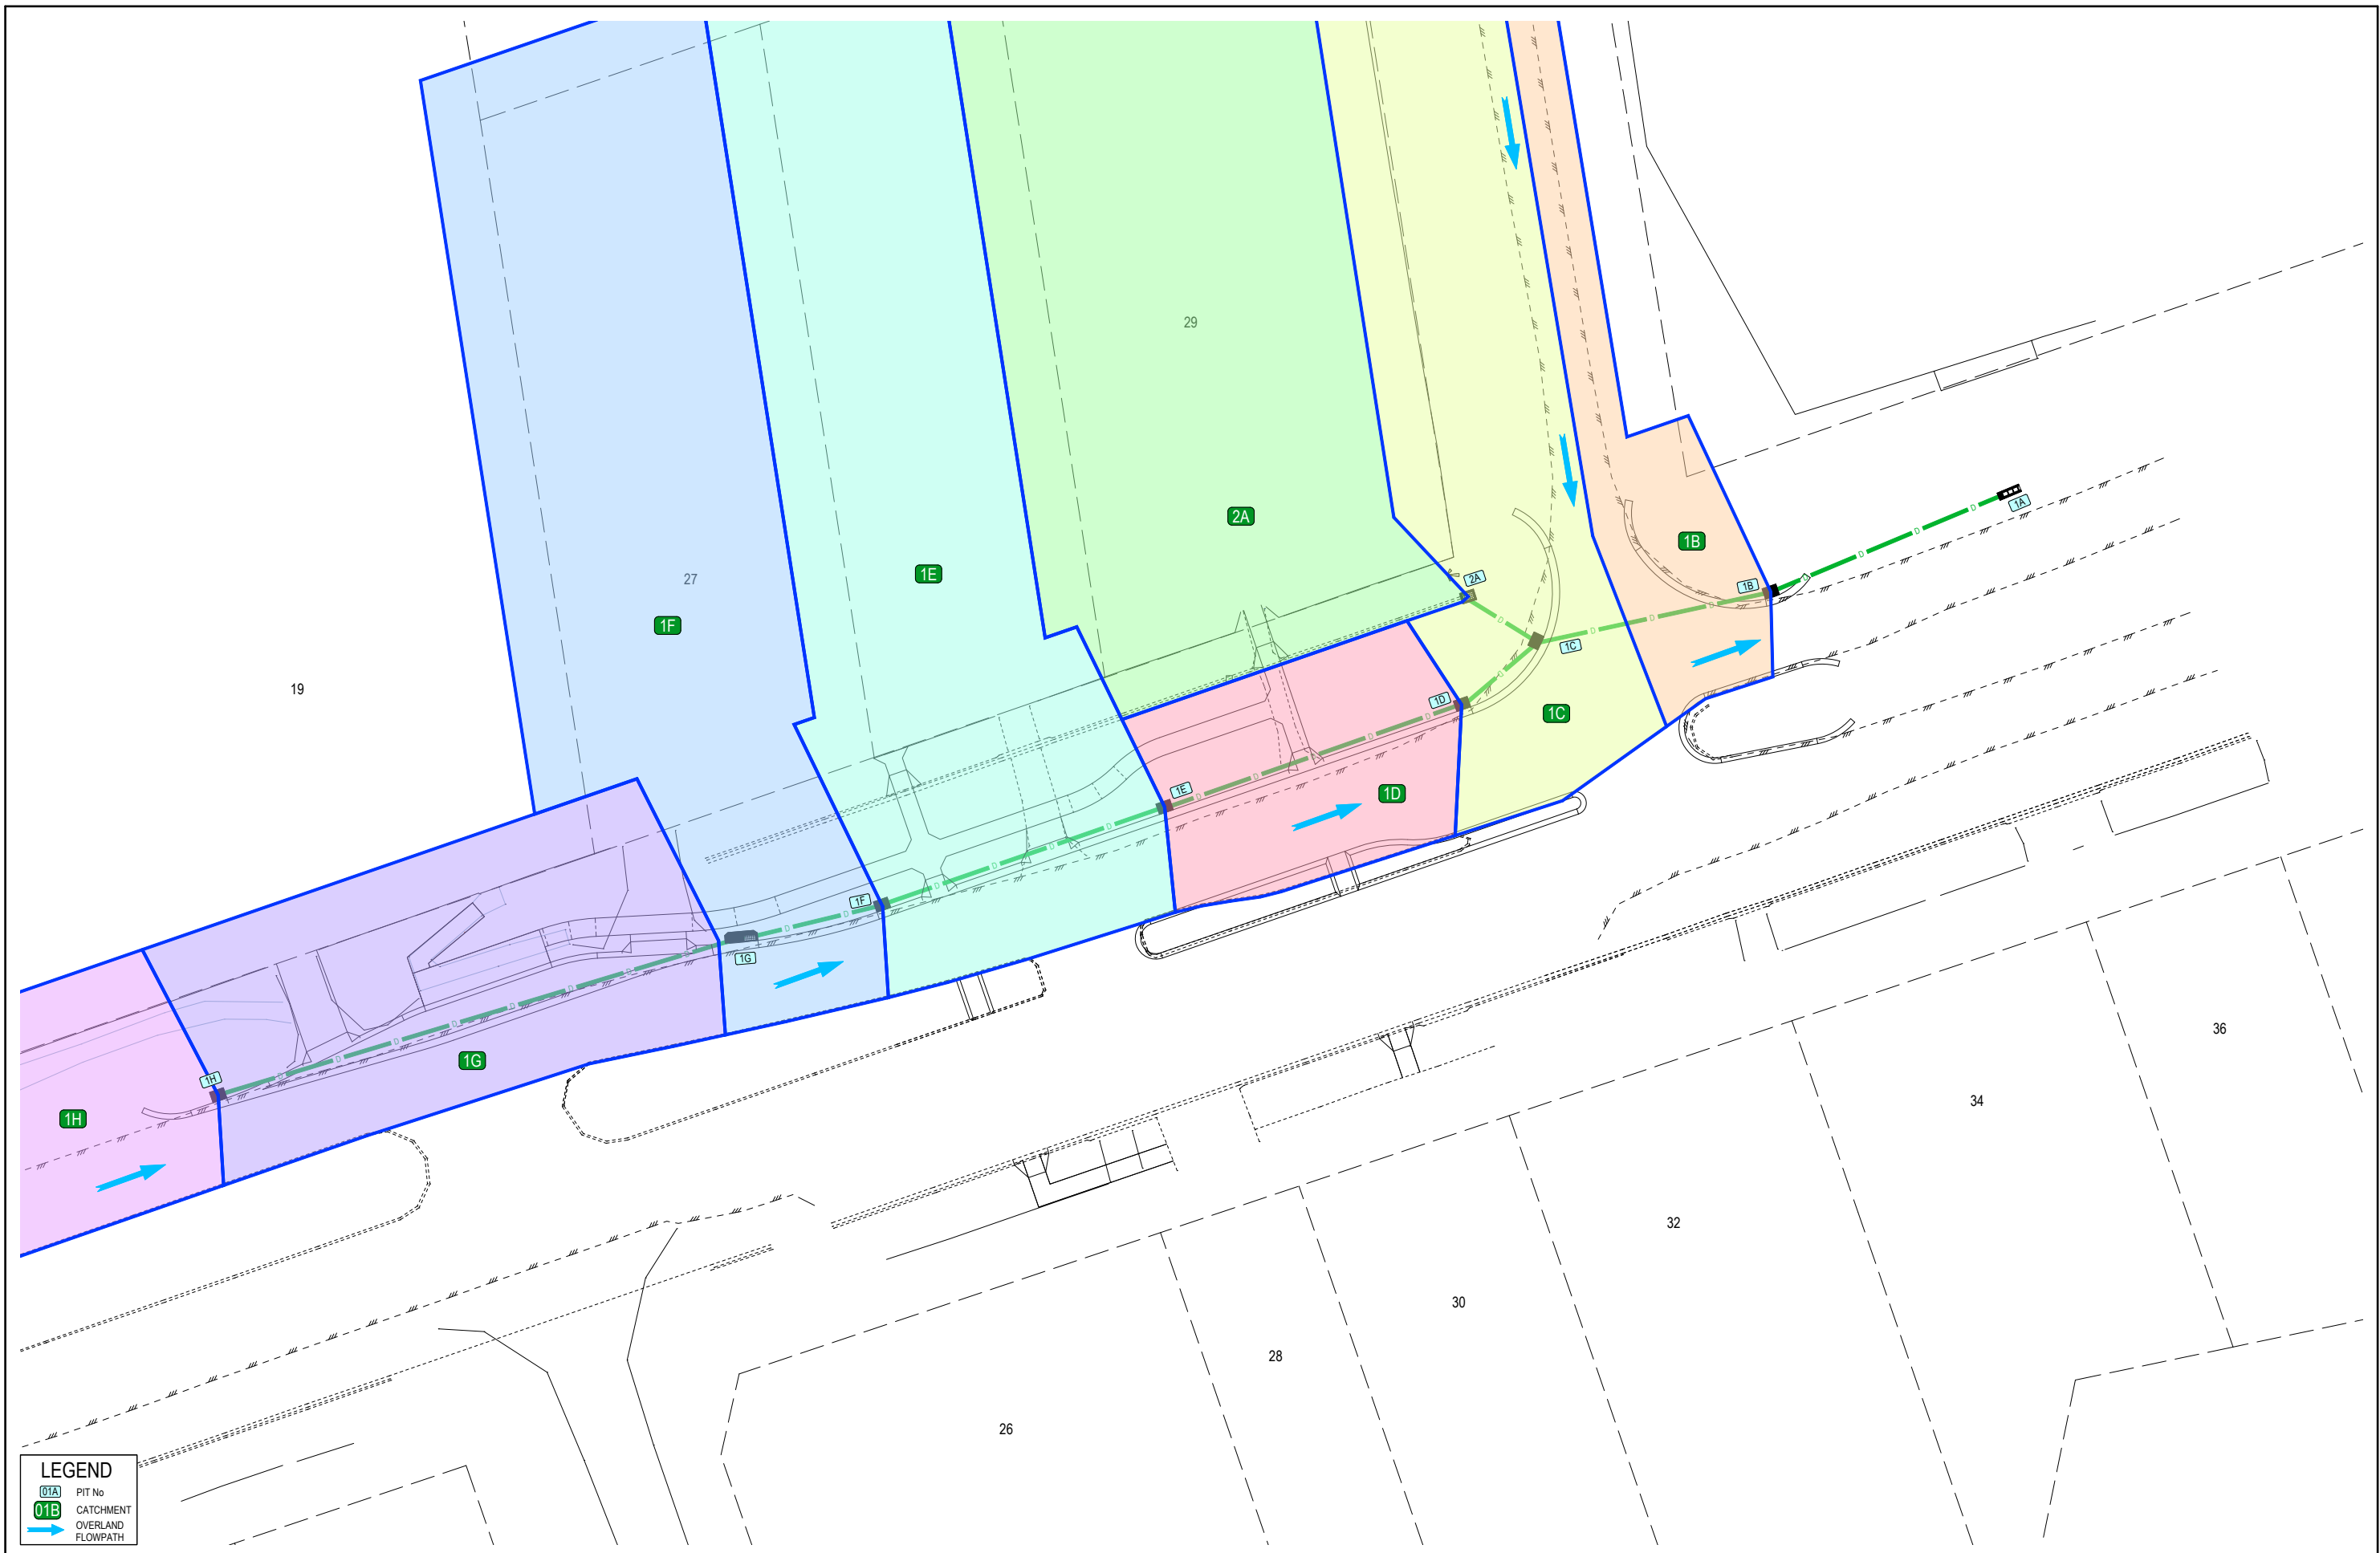 29
2A
1E
27
1F
2A
1B
1B
1A
1C
1C
19
1D
1D
1E
1F
1G
1G
1H
1H
36
34
32
30
28
26
D D D D D D D D D D D D D D D D D D D D D D D D D
LEGEND
01A PIT No
01B CATCHMENT
OVERLAND
FLOWPATH